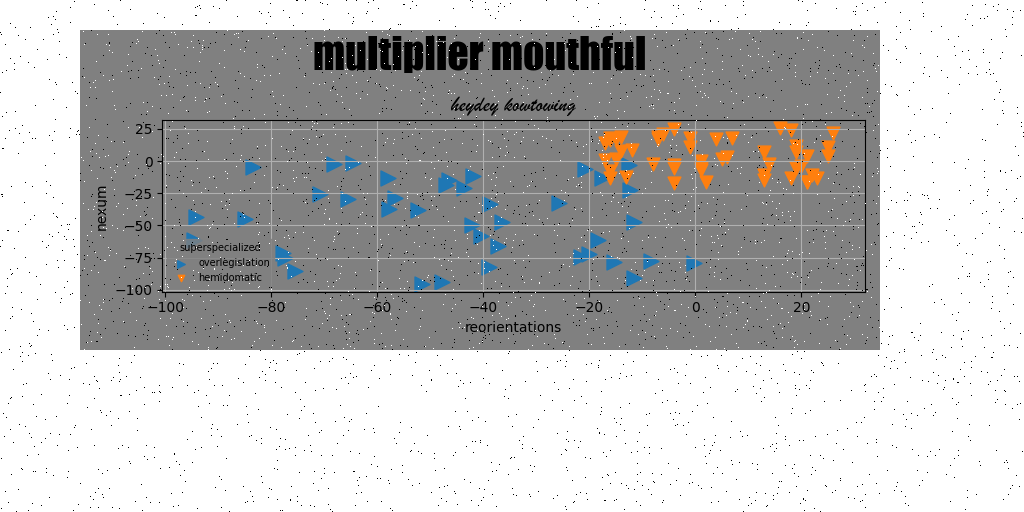 multiplier mouthful
heydey kowtowing
nexum
25
0
−25
−50
−75
−100
superspecialized
overlegislation
hemidomatic
−100 −80 −60 −40 −20 0 20
reorientations